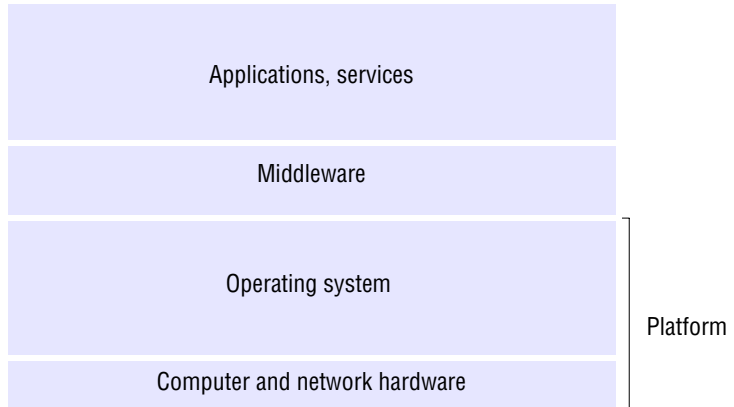 Applications, services
Middleware
Operating system
Platform
Computer and network hardware